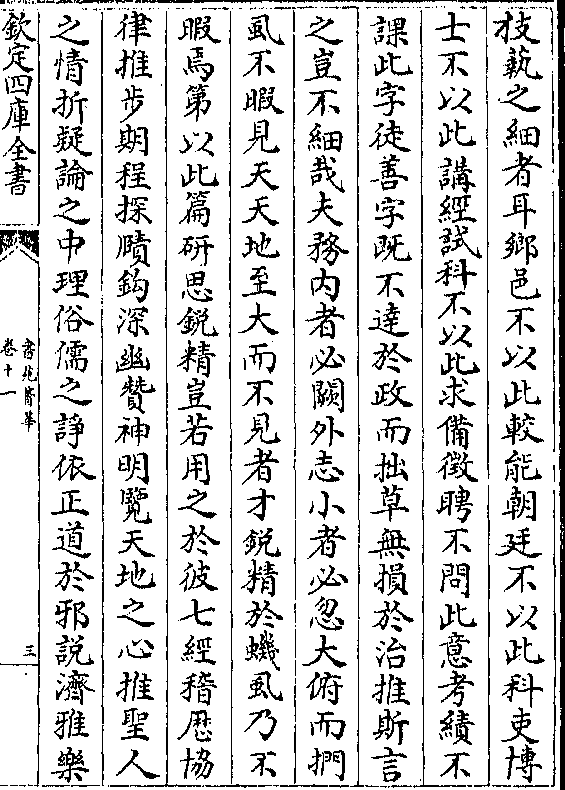 技藝之細者耳鄉邑不以此較能朝廷不以此科吏博
士不以此講經試科不以此求備徵聘不問此意考績不
課此字徒善字既不達於政而拙草無損於治推斯言
之豈不細哉夫務內者必闕外志小者必忽大俯而捫
虱不暇見天天地至大而不見者才銳精於蟣虱乃不
暇焉第以此篇研思銳精豈若用之於彼七經稽歴協
律推步期程探賾鈎深幽贊神明覽天地之心推聖人
之情折疑論之中理俗儒之諍依正道於邪說濟雅樂
欽定四庫全書
書苑菁華
卷十一
三